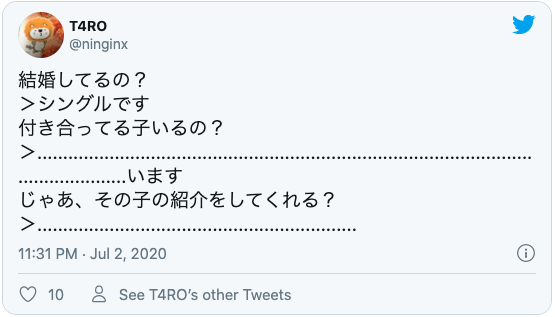 T4RO
@ninginx
結婚してるの？
＞シングルです
付き合ってる子いるの？
＞....................................................................................................
......................います
じゃあ、その子の紹介をしてくれる？
＞................................................................
11:31 PM · Jul 2, 2020
10
See T4RO’s other Tweets